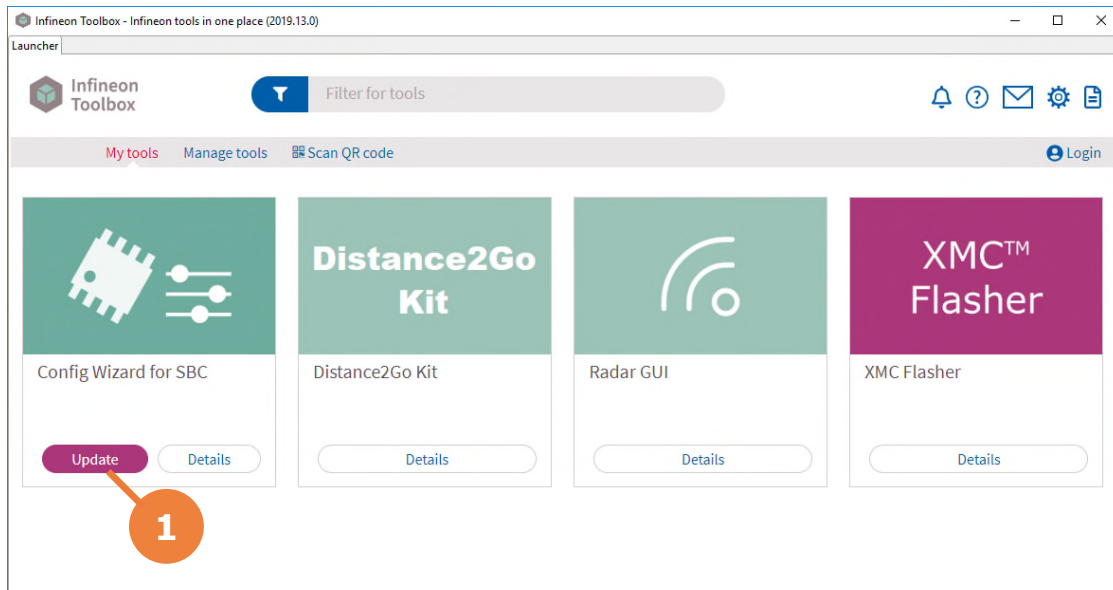 Infineon Toolbox - Infineon tools in one place (2019.13.0)
Launcher
Infineon
Toolbox
Filter for tools
My tools Manage tools Scan QR code Login
Distance2Go
Kit
XMC™
Flasher
Config Wizard for SBC
Distance2Go Kit
Radar GUI
XMC Flasher
Update Details
Details
Details
Details
1